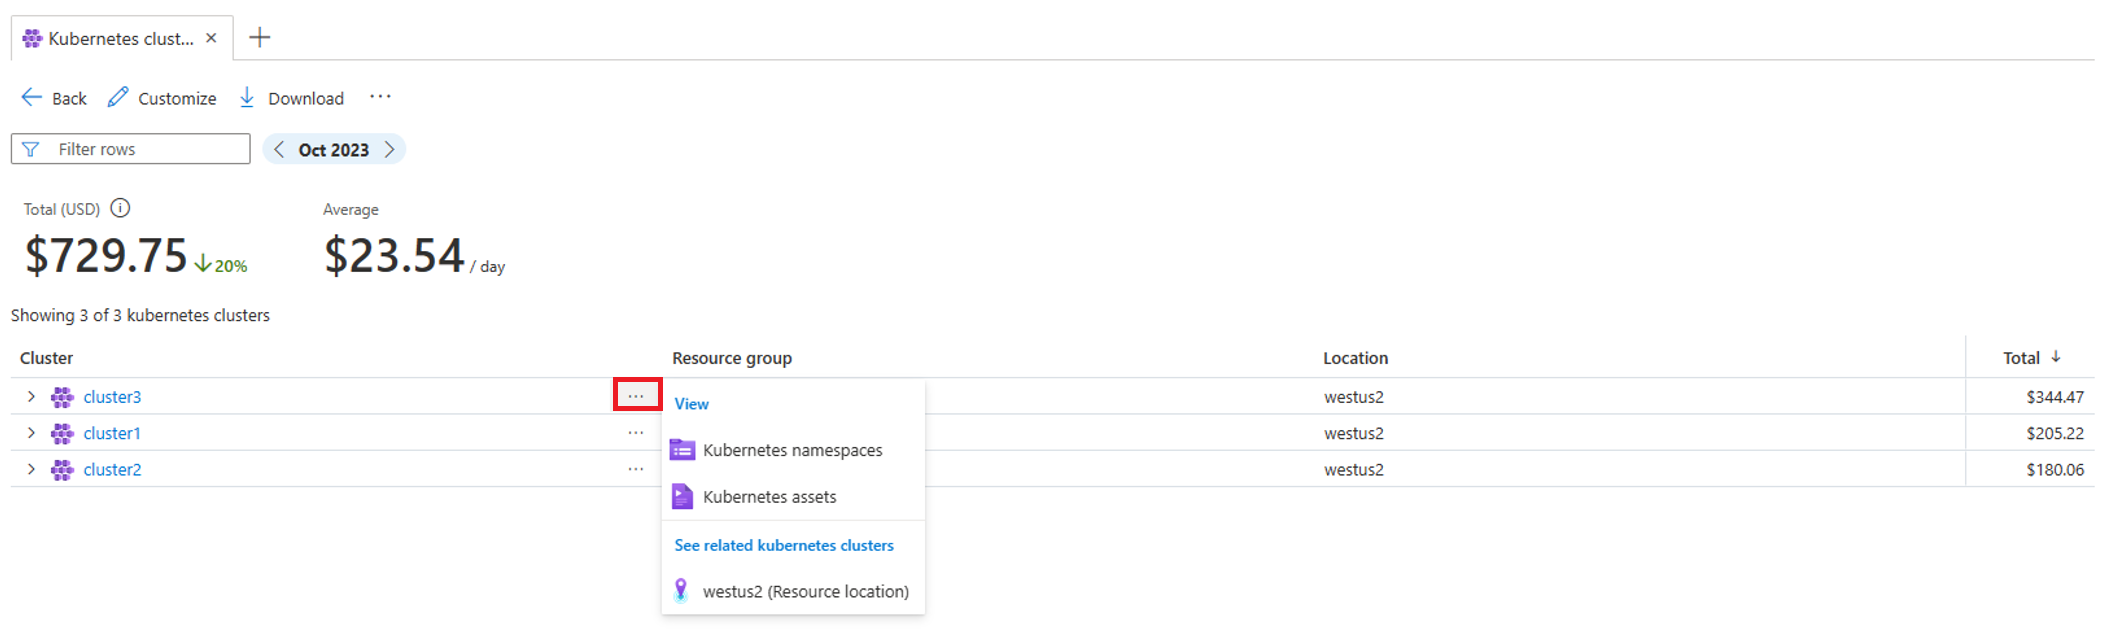 Kubernetes clust...
Back Customize Download ...
Filter rows Oct 2023
Total (USD) Average
$729.75 20% $23.54 / day
Showing 3 of 3 kubernetes clusters
Cluster Resource group Location Total
cluster3 ... westus2 $344.47
cluster1 ... westus2 $205.22
cluster2 ... westus2 $180.06
View
Kubernetes namespaces
Kubernetes assets
See related kubernetes clusters
westus2 (Resource location)